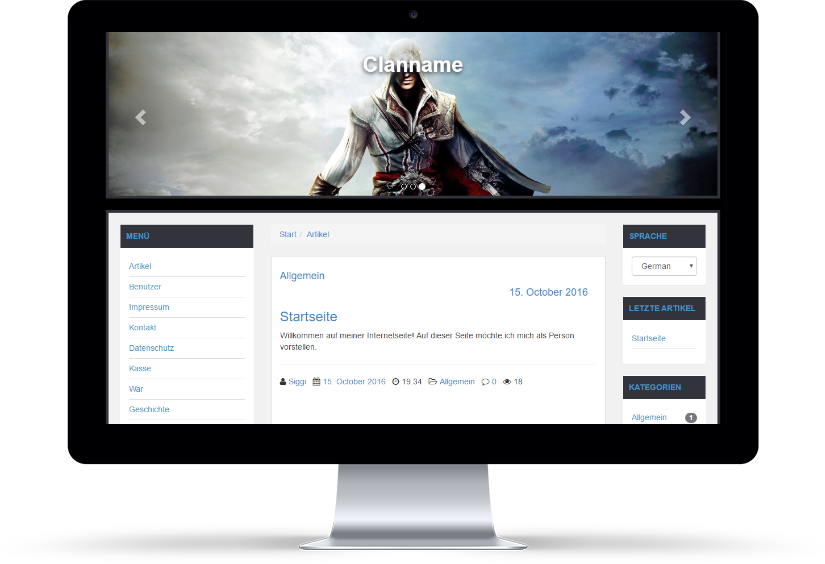 Clanname
MENÜ
Artikel
Benutzer
Impressum
Kontakt
Datenschutz
Kasse
War
Geschichte
Start / Artikel
Allgemein
15. October 2016
Startseite
Willkommen auf meiner Internetseite! Auf dieser Seite möchte ich mich als Person
vorstellen.
Siggi 15. October 2016 19:34 Allgemein 0 18
SPRACHE
German
LETZTE ARTIKEL
Startseite
KATEGORIEN
Allgemein 1